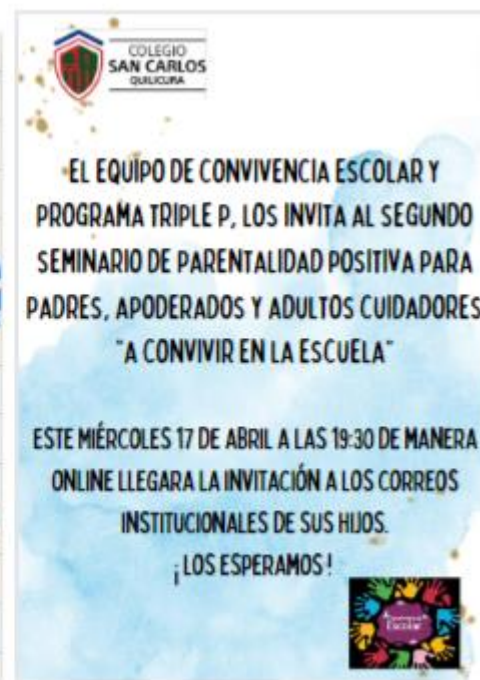 COLEGIO
SAN CARLOS
QUILICURA
EL EQUIPO DE CONVIVENCIA ESCOLAR Y
PROGRAMA TRIPLE P, LOS INVITA AL SEGUNDO
SEMINARIO DE PARENTALIDAD POSITIVA PARA
PADRES, APODERADOS Y ADULTOS CUIDADORES
"A CONVIVIR EN LA ESCUELA"
ESTE MIÉRCOLES 17 DE ABRIL A LAS 19:30 DE MANERA
ONLINE LLEGARA LA INVITACIÓN A LOS CORREOS
INSTITUCIONALES DE SUS HIJOS.
¡LOS ESPERAMOS!
Escolar